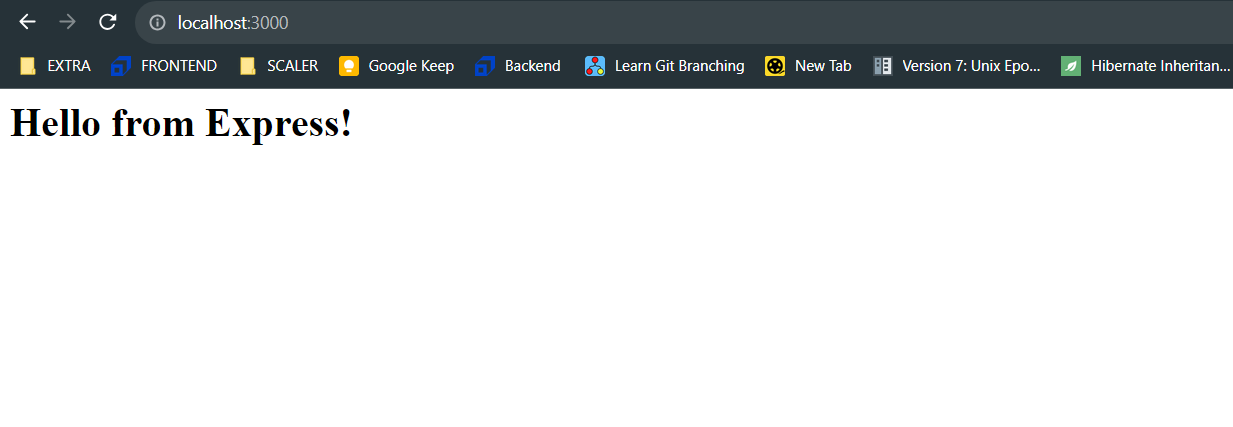 localhost:3000
EXTRA FRONTEND SCALER Google Keep Backend Learn Git Branching New Tab Version 7: Unix Epo... Hibernate Inheritan...
Hello from Express!